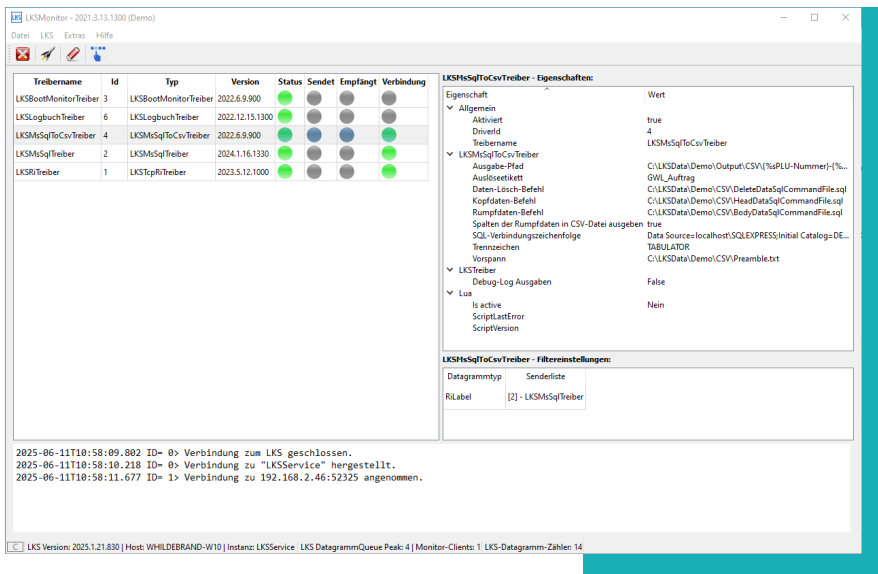 LKS LKSMonitor - 2021.3.13.1300 (Demo)
Datei LKS Extras Hilfe
Treibername Id Typ Version Status Sendet Empfängt Verbindung
LKSBootMonitorTreiber 3 LKSBootMonitorTreiber 2022.6.9.900
LKSLogbuchTreiber 6 LKSLogbuchTreiber 2022.12.15.1300
LKSMsSqlToCsvTreiber 4 LKSMsSqlToCsvTreiber 2022.6.9.900
LKSMsSqlTreiber 2 LKSMsSqlTreiber 2024.1.16.1330
LKSRiTreiber 1 LKSTcpRiTreiber 2023.5.12.1000
LKSMsSqlToCsvTreiber - Eigenschaften:
Eigenschaft Wert
Allgemein
Aktiviert true
DriverId 4
Treibername LKSMsSqlToCsvTreiber
LKSMsSqlToCsvTreiber
Ausgabe-Pfad C:\LKSData\Demo\Output\CSV\{%sPLU-Nummer}-{%...
Auslöseetikett GWL_Auftrag
Daten-Lösch-Befehl C:\LKSData\Demo\CSV\DeleteDataSqlCommandFile.sql
Kopfdaten-Befehl C:\LKSData\Demo\CSV\HeadDataSqlCommandFile.sql
Rumpfdaten-Befehl C:\LKSData\Demo\CSV\BodyDataSqlCommandFile.sql
Spalten der Rumpfdaten in CSV-Datei ausgeben true
SQL-Verbindungszeichenfolge Data Source=localhost\SQLEXPRESS;Initial Catalog=DE...
Trennzeichen TABULATOR
Vorspann C:\LKSData\Demo\CSV\Preamble.txt
LKSTreiber
Debug-Log Ausgaben False
Lua
Is active Nein
ScriptLastError
ScriptVersion
LKSMsSqlToCsvTreiber - Filtereinstellungen:
Datagrammtyp Senderliste
RiLabel [2] - LKSMsSqlTreiber
2025-06-11T10:58:09.802 ID= 0> Verbindung zum LKS geschlossen.
2025-06-11T10:58:10.218 ID= 0> Verbindung zu "LKSService" hergestellt.
2025-06-11T10:58:11.677 ID= 1> Verbindung zu 192.168.2.46:52325 angenommen.
C LKS Version: 2025.1.21.830 | Host: WHILDEBRAND-W10 | Instanz: LKSService LKS DatagrammQueue Peak: 4 | Monitor-Clients: 1 LKS-Datagramm-Zähler: 14